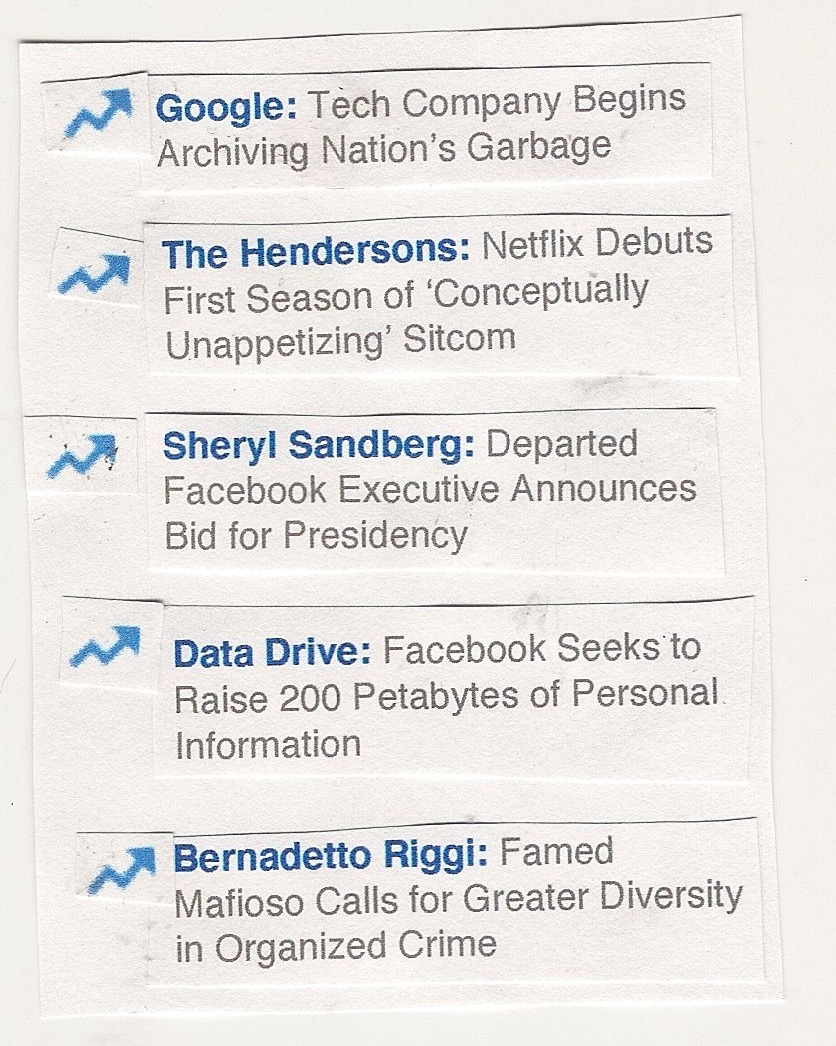 Google: Tech Company Begins
Archiving Nation's Garbage
The Hendersons: Netflix Debuts
First Season of ‘Conceptually
Unappetizing’ Sitcom
Sheryl Sandberg: Departed
Facebook Executive Announces
Bid for Presidency
Data Drive: Facebook Seeks to
Raise 200 Petabytes of Personal
Information
Bernadetto Riggi: Famed
Mafioso Calls for Greater Diversity
in Organized Crime